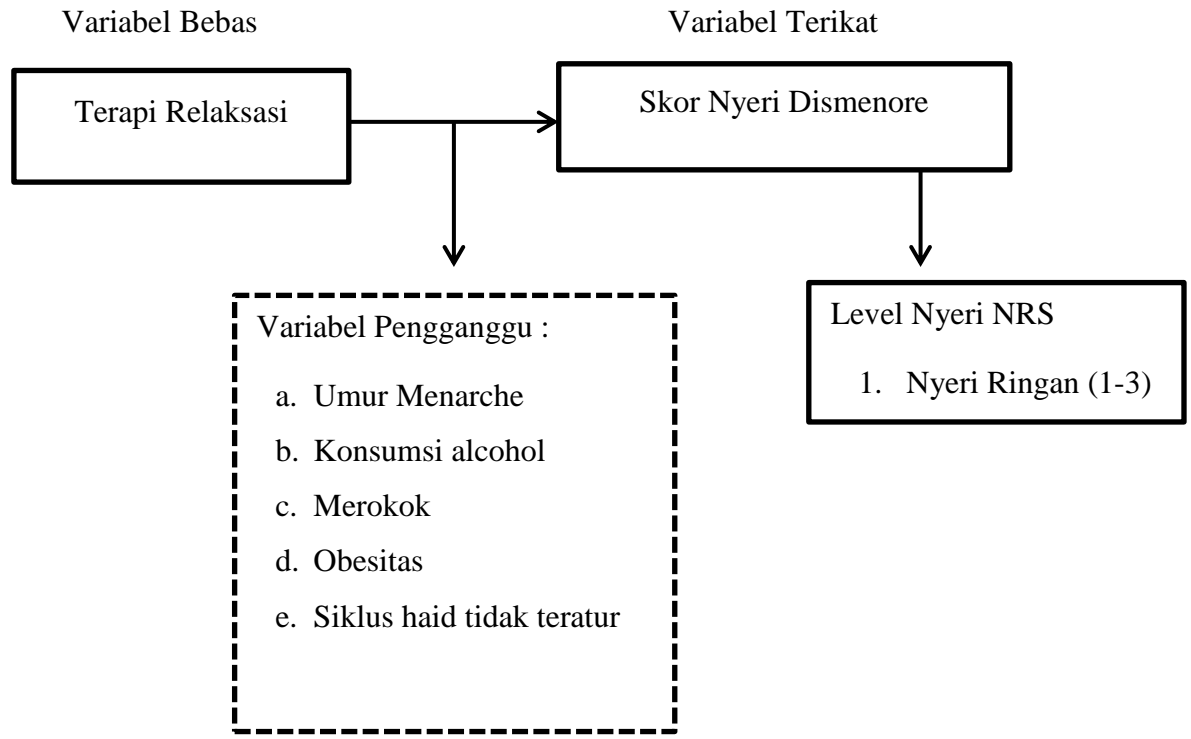 Variabel Bebas
Variabel Terikat
Terapi Relaksasi
Skor Nyeri Dismenore
Variabel Pengganggu :
a. Umur Menarche
b. Konsumsi alcohol
c. Merokok
d. Obesitas
e. Siklus haid tidak teratur
Level Nyeri NRS
1. Nyeri Ringan (1-3)